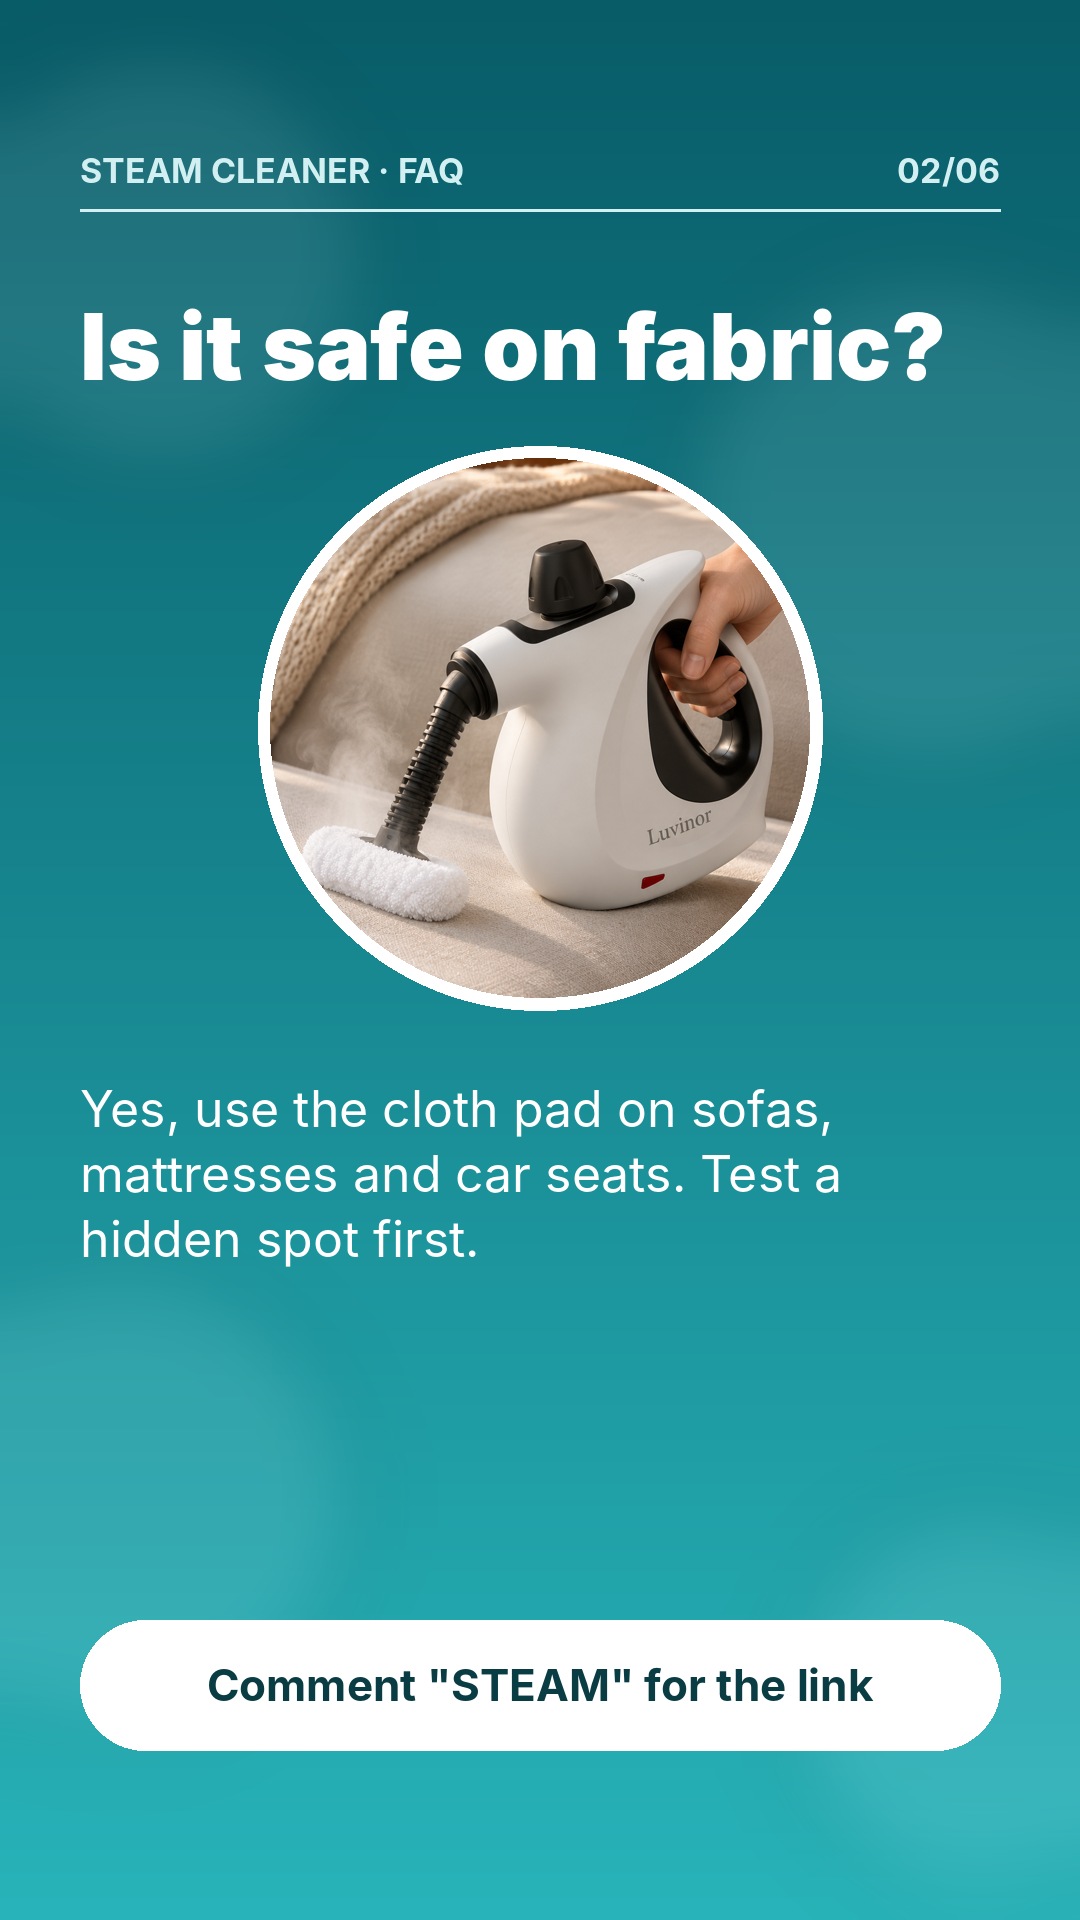 STEAM CLEANER · FAQ
02/06
Is it safe on fabric?
Luvinor
Yes, use the cloth pad on sofas,
mattresses and car seats. Test a
hidden spot first.
Comment "STEAM" for the link